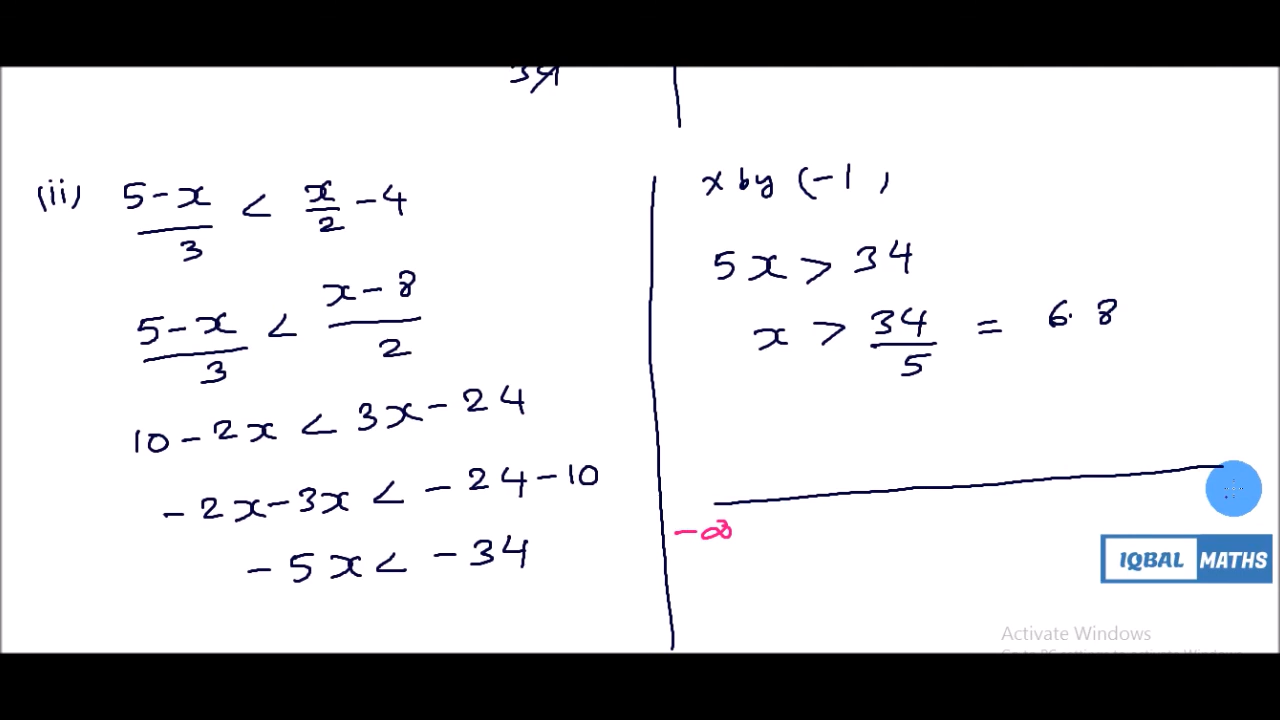 (ii) 5-x/3 < x/2 -4
5-x/3 < x-8/2
10-2x < 3x-24
-2x-3x < -24-10
-5x < -34
x by (-1)
5x > 34
x > 34/5 = 6.8
-∞
IQBAL MATHS
Activate Windows